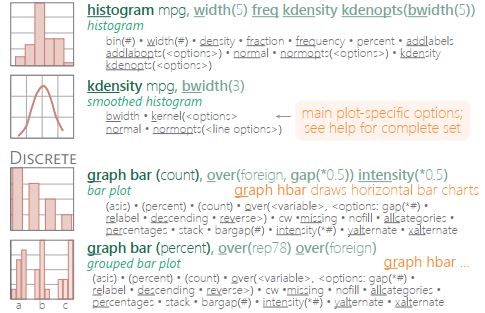 histogram mpg, width(5) freq kdensity kdenopts(bwidth(5))
histogram
bin(#) • width(#) • density • fraction • frequency • percent • addlabels
addlabopts(<options>) • normal • normopts(<options>) • kdensity
kdenopts(<options>)
kdensity mpg, bwidth(3)
smoothed histogram
bwidth • kernel(<options>
normal • normopts(<line options>)
main plot-specific options;
see help for complete set
DISCRETE
graph bar (count), over(foreign, gap(*0.5)) intensity(*0.5)
bar plot
graph hbar draws horizontal bar charts
(asis) • (percent) • (count) • over(<variable>, <options: gap(*#) •
relabel • descending • reverse>) • cw •missing • nofill • allcategories •
percentages • stack • bargap(#) • intensity(*#) • yalternate • xalternate
graph bar (percent), over(rep78) over(foreign)
grouped bar plot
graph hbar ...
(asis) • (percent) • (count) • over(<variable>, <options: gap(*#) •
relabel • descending • reverse>) • cw •missing • nofill • allcategories •
percentages • stack • bargap(#) • intensity(*#) • yalternate • xalternate
a b c